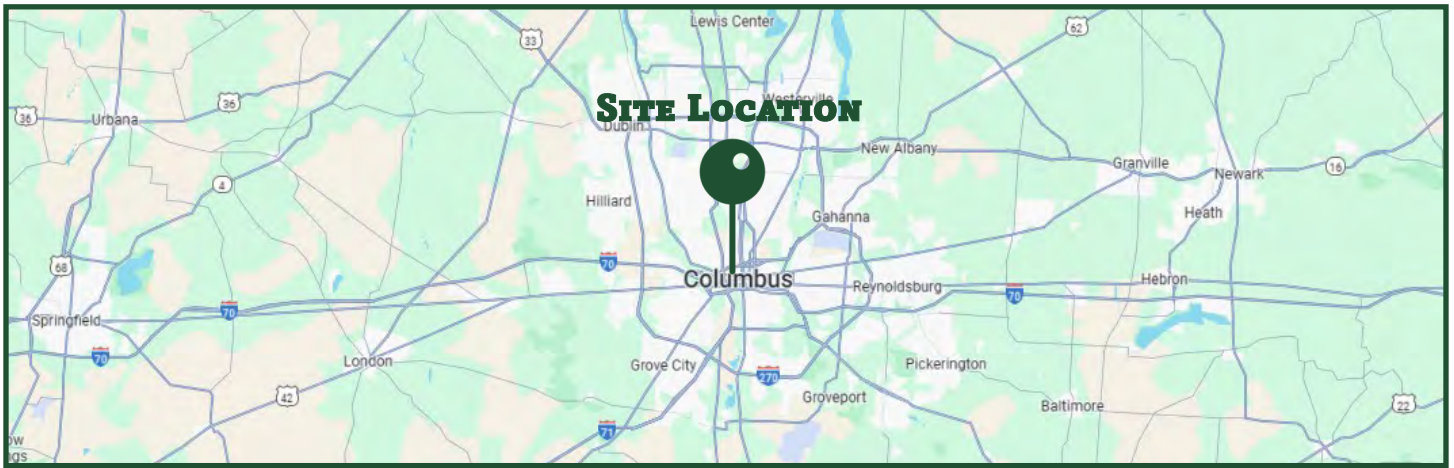 Lewis Center
33
62
36
Urbana
36
Westerville
SITE LOCATION
Dublin
New Albany
Granville
16
Newark
4
Hilliard
Gahanna
Heath
68
70
Columbus
Reynoldsburg
70
Hebron
70
Springfield
70
London
Grove City
270
Pickerington
42
Groveport
Baltimore
22
71
ow
ngs